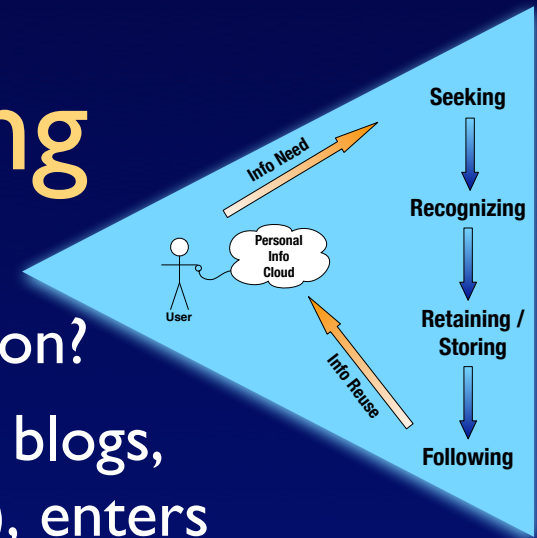 ng
on?
blogs,
), enters
Info Need
Personal
Info
Cloud
User
Info Reuse
Seeking
Recognizing
Retaining /
Storing
Following